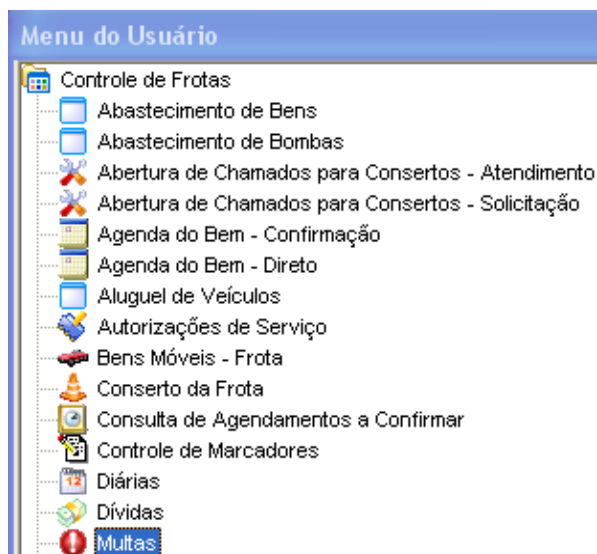 Menu do Usuário
Controle de Frotas
Abastecimento de Bens
Abastecimento de Bombas
Abertura de Chamados para Consertos - Atendimento
Abertura de Chamados para Consertos - Solicitação
Agenda do Bem - Confirmação
Agenda do Bem - Direto
Aluguel de Veículos
Autorizações de Serviço
Bens Móveis - Frota
Conserto da Frota
Consulta de Agendamentos a Confirmar
Controle de Marcadores
Diárias
Dívidas
Multas